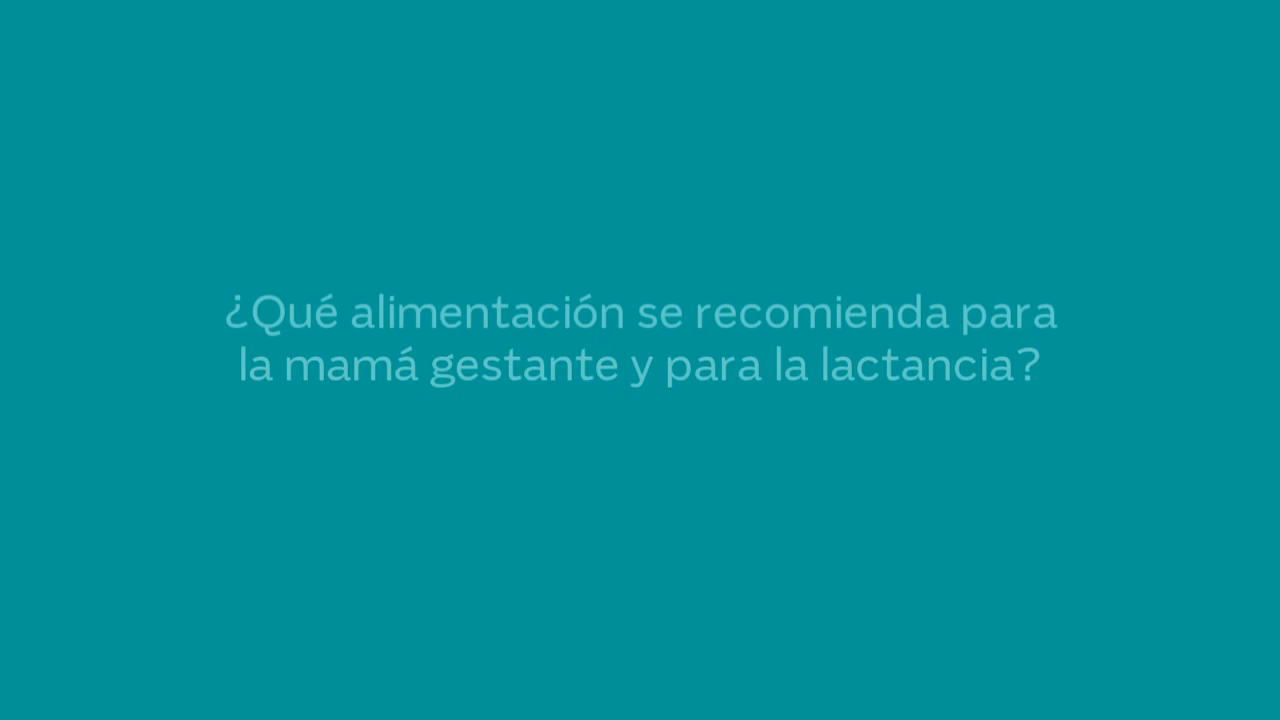 ¿Qué alimentación se recomienda para
la mamá gestante y para la lactancia?